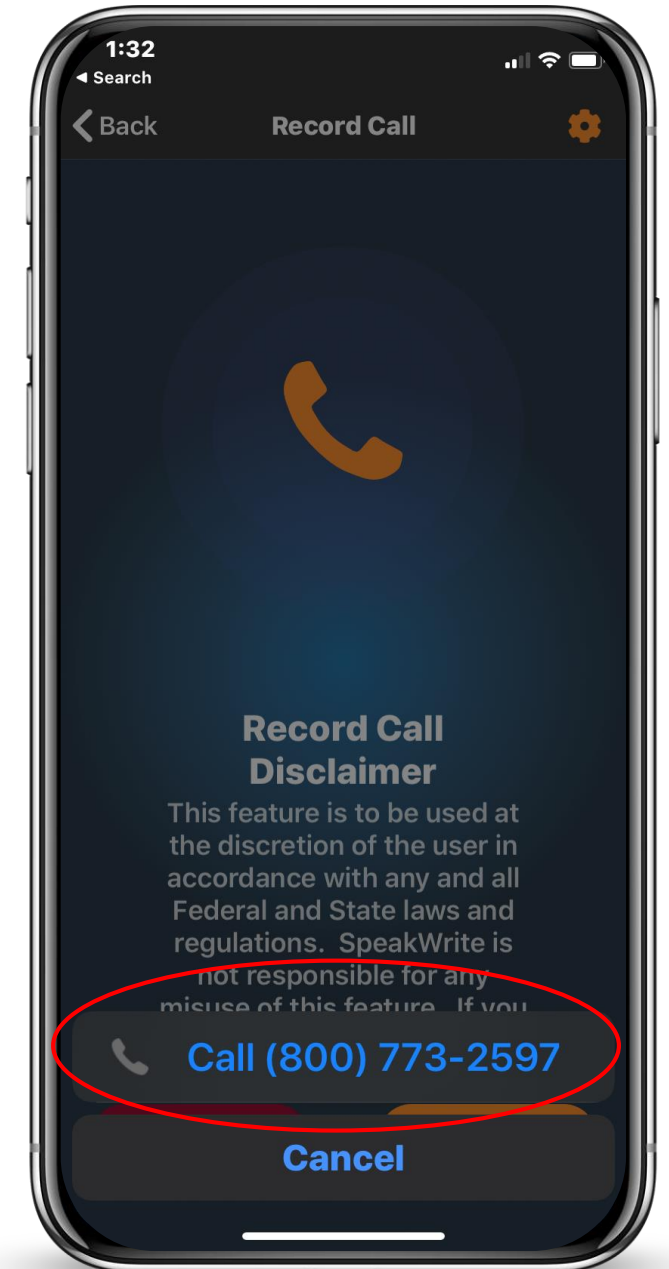 1:32
◀ Search
Back
Record Call
Record Call
Disclaimer
This feature is to be used at
the discretion of the user in
accordance with any and all
Federal and State laws and
regulations.  SpeakWrite is
not responsible for any
misuse of this feature.  If you
Call (800) 773-2597
Cancel